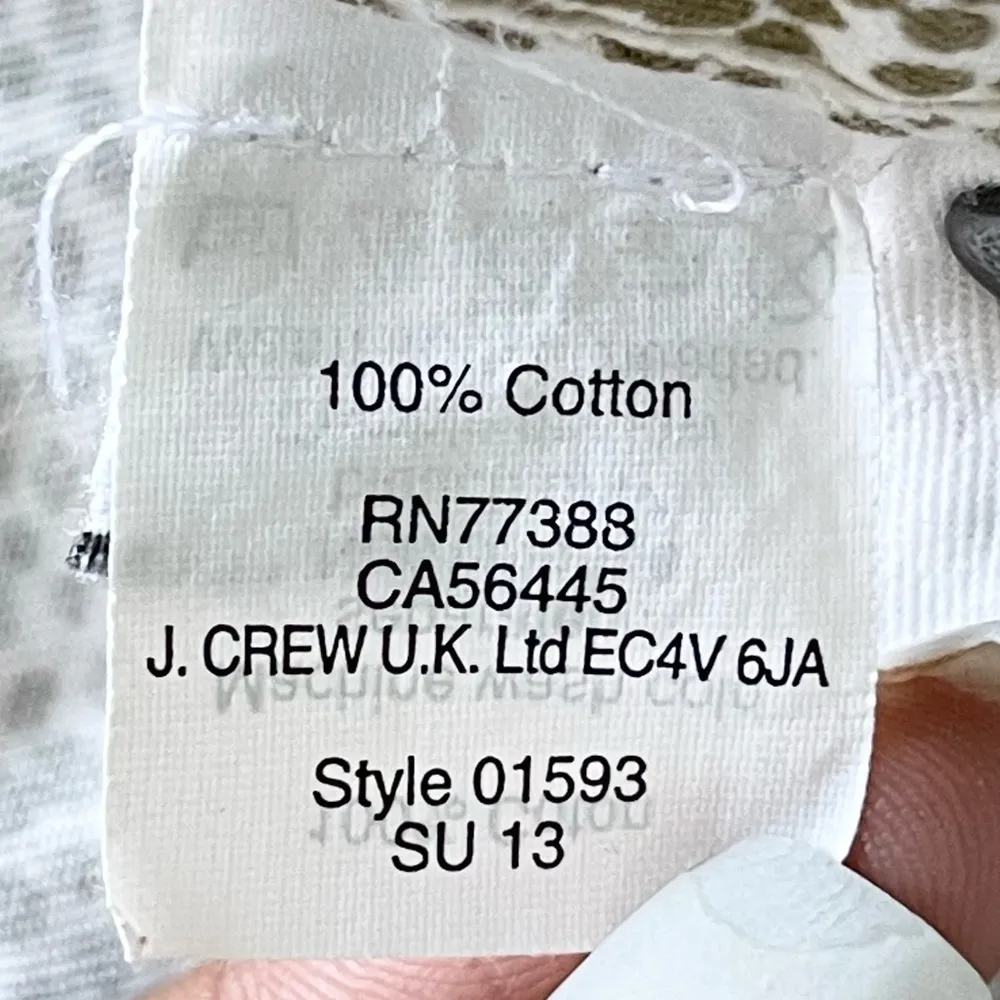 100% Cotton
RN77388
CA56445
J. CREW U.K. Ltd EC4V 6JA
Style 01593
SU 13